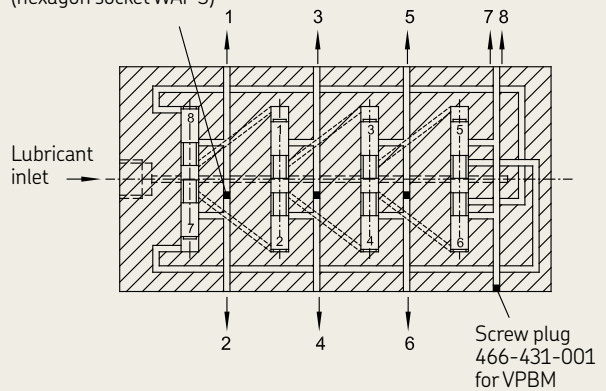 (hexagon socket WAF 3)
1 3 5 7 8
8 1 3 5
Lubricant
inlet
7 2 4 6
2 4 6
Screw plug
466-431-001
for VPBM